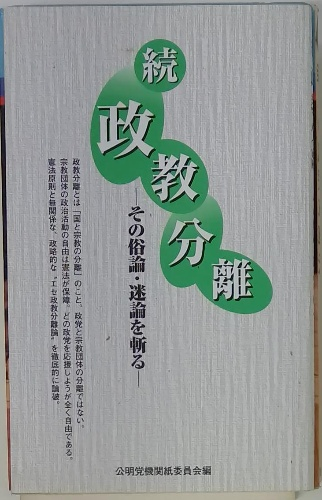 続
政教分離
―その俗論・迷論を斬る―
政教分離とは「国と宗教の分離」のこと。政党と宗教団体の分離ではない。
宗教団体の政治活動の自由は憲法が保障。どの政党を応援しようが全く自由である。
憲法原則と無関係な、政略的な〝エセ政教分離論〟を徹底的に論破。
公明党機関紙委員会編